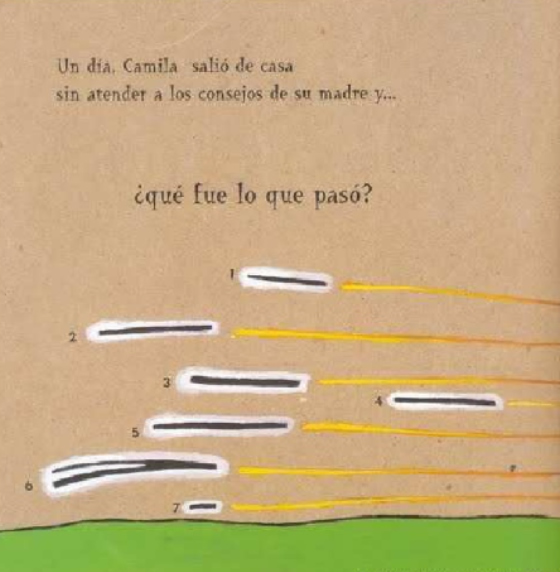 Un día, Camila salió de casa
sin atender a los consejos de su madre y...
¿qué fue lo que pasó?
1
2
3
4
5
6
7